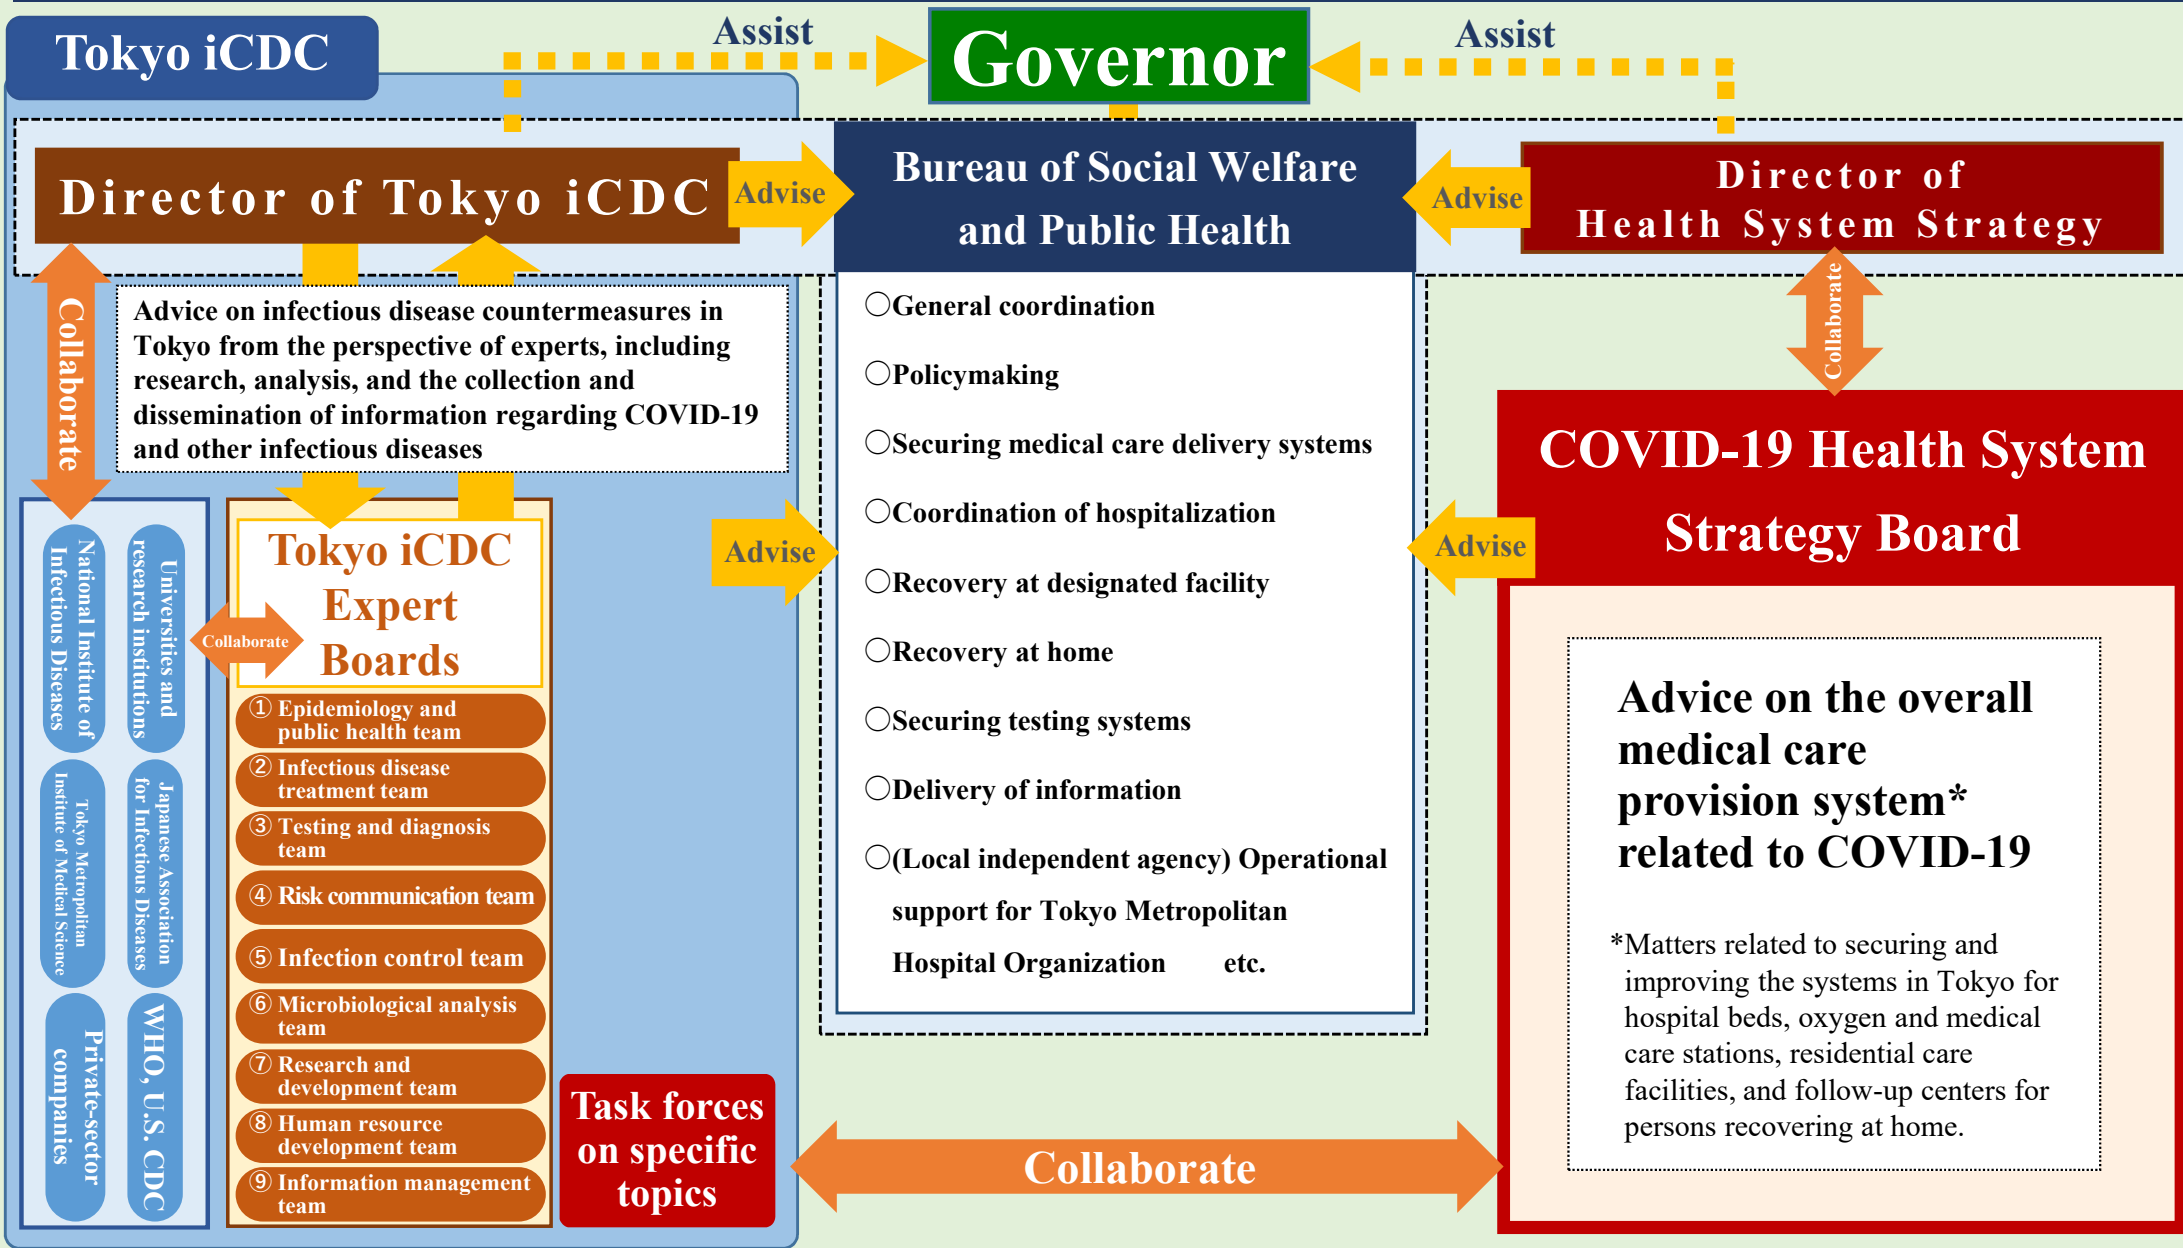 Tokyo iCDC
Assist
Governor
Assist
Director of Tokyo iCDC
Advise
Bureau of Social Welfare
and Public Health
Advise
Director of
Health System Strategy
Collaborate
Advice on infectious disease countermeasures in
Tokyo from the perspective of experts, including
research, analysis, and the collection and
dissemination of information regarding COVID-19
and other infectious diseases
National Institute of
Infectious Diseases
Universities and
research institutions
Tokyo Metropolitan
Institute of Medical Science
Japanese Association
for Infectious Diseases
Private-sector
companies
WHO, U.S. CDC
Collaborate
Tokyo iCDC
Expert
Boards
① Epidemiology and
public health team
② Infectious disease
treatment team
③ Testing and diagnosis
team
④ Risk communication team
⑤ Infection control team
⑥ Microbiological analysis
team
⑦ Research and
development team
⑧ Human resource
development team
⑨ Information management
team
Task forces
on specific
topics
Advise
○General coordination
○Policymaking
○Securing medical care delivery systems
○Coordination of hospitalization
○Recovery at designated facility
○Recovery at home
○Securing testing systems
○Delivery of information
○(Local independent agency) Operational
support for Tokyo Metropolitan
Hospital Organization etc.
Advise
Collaborate
Collaborate
COVID-19 Health System
Strategy Board
Advice on the overall
medical care
provision system*
related to COVID-19
*Matters related to securing and
improving the systems in Tokyo for
hospital beds, oxygen and medical
care stations, residential care
facilities, and follow-up centers for
persons recovering at home.